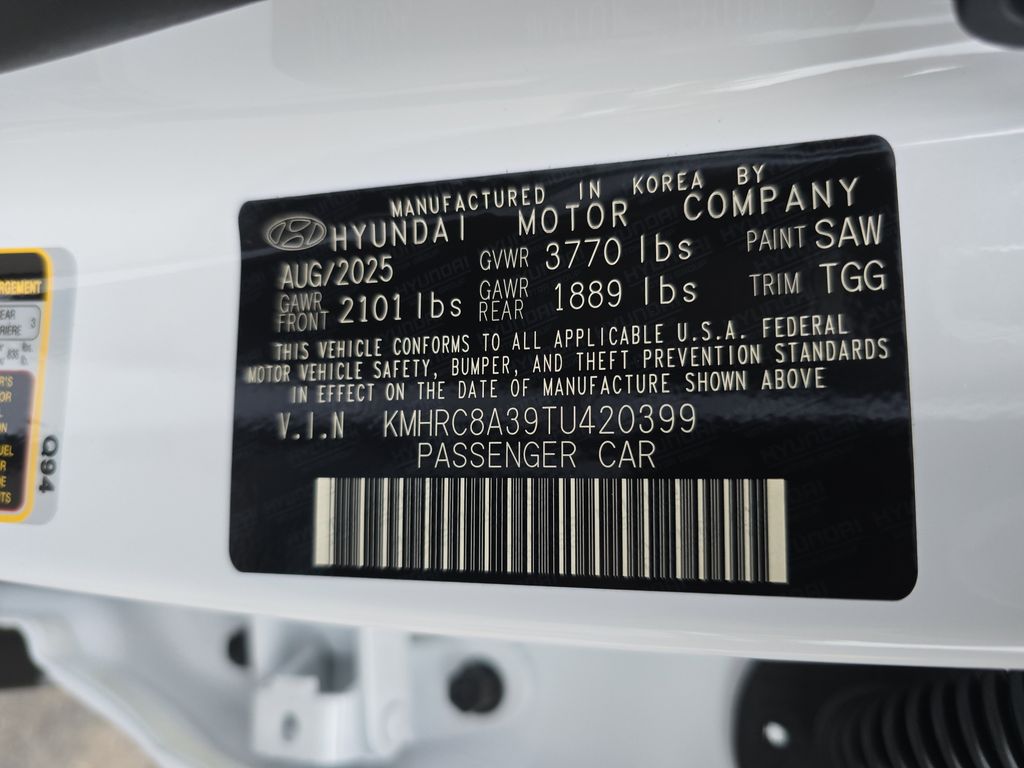 MANUFACTURED IN KOREA BY
HYUNDAI MOTOR COMPANY
AUG/2025 GVWR 3770 lbs PAINT SAW
GAWR FRONT 2101 lbs GAWR REAR 1889 lbs TRIM TGG
THIS VEHICLE CONFORMS TO ALL APPLICABLE U.S.A. FEDERAL
MOTOR VEHICLE SAFETY, BUMPER, AND THEFT PREVENTION STANDARDS
IN EFFECT ON THE DATE OF MANUFACTURE SHOWN ABOVE
V.I.N KMHRC8A39TU420399
PASSENGER CAR
Q94